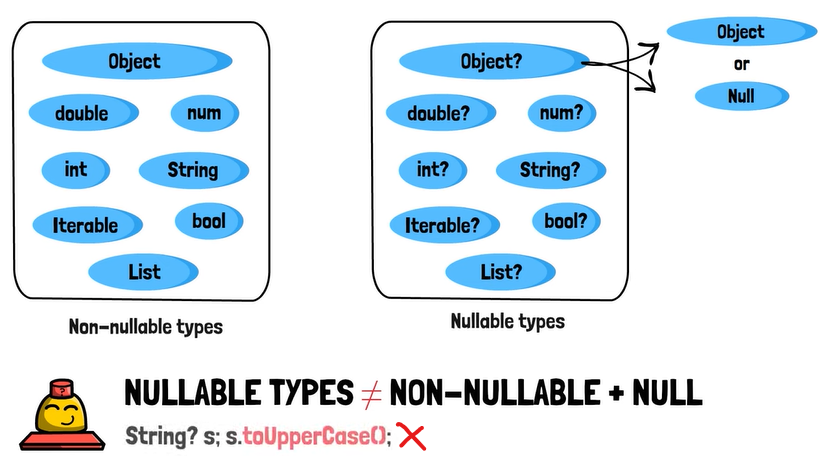 Object
double
num
int
String
Iterable
bool
List
Non-nullable types
Object?
double?
num?
int?
String?
Iterable?
bool?
List?
Nullable types
Object
or
Null
NULLABLE TYPES ≠ NON-NULLABLE + NULL
String? s; s.toUpperCase();
?